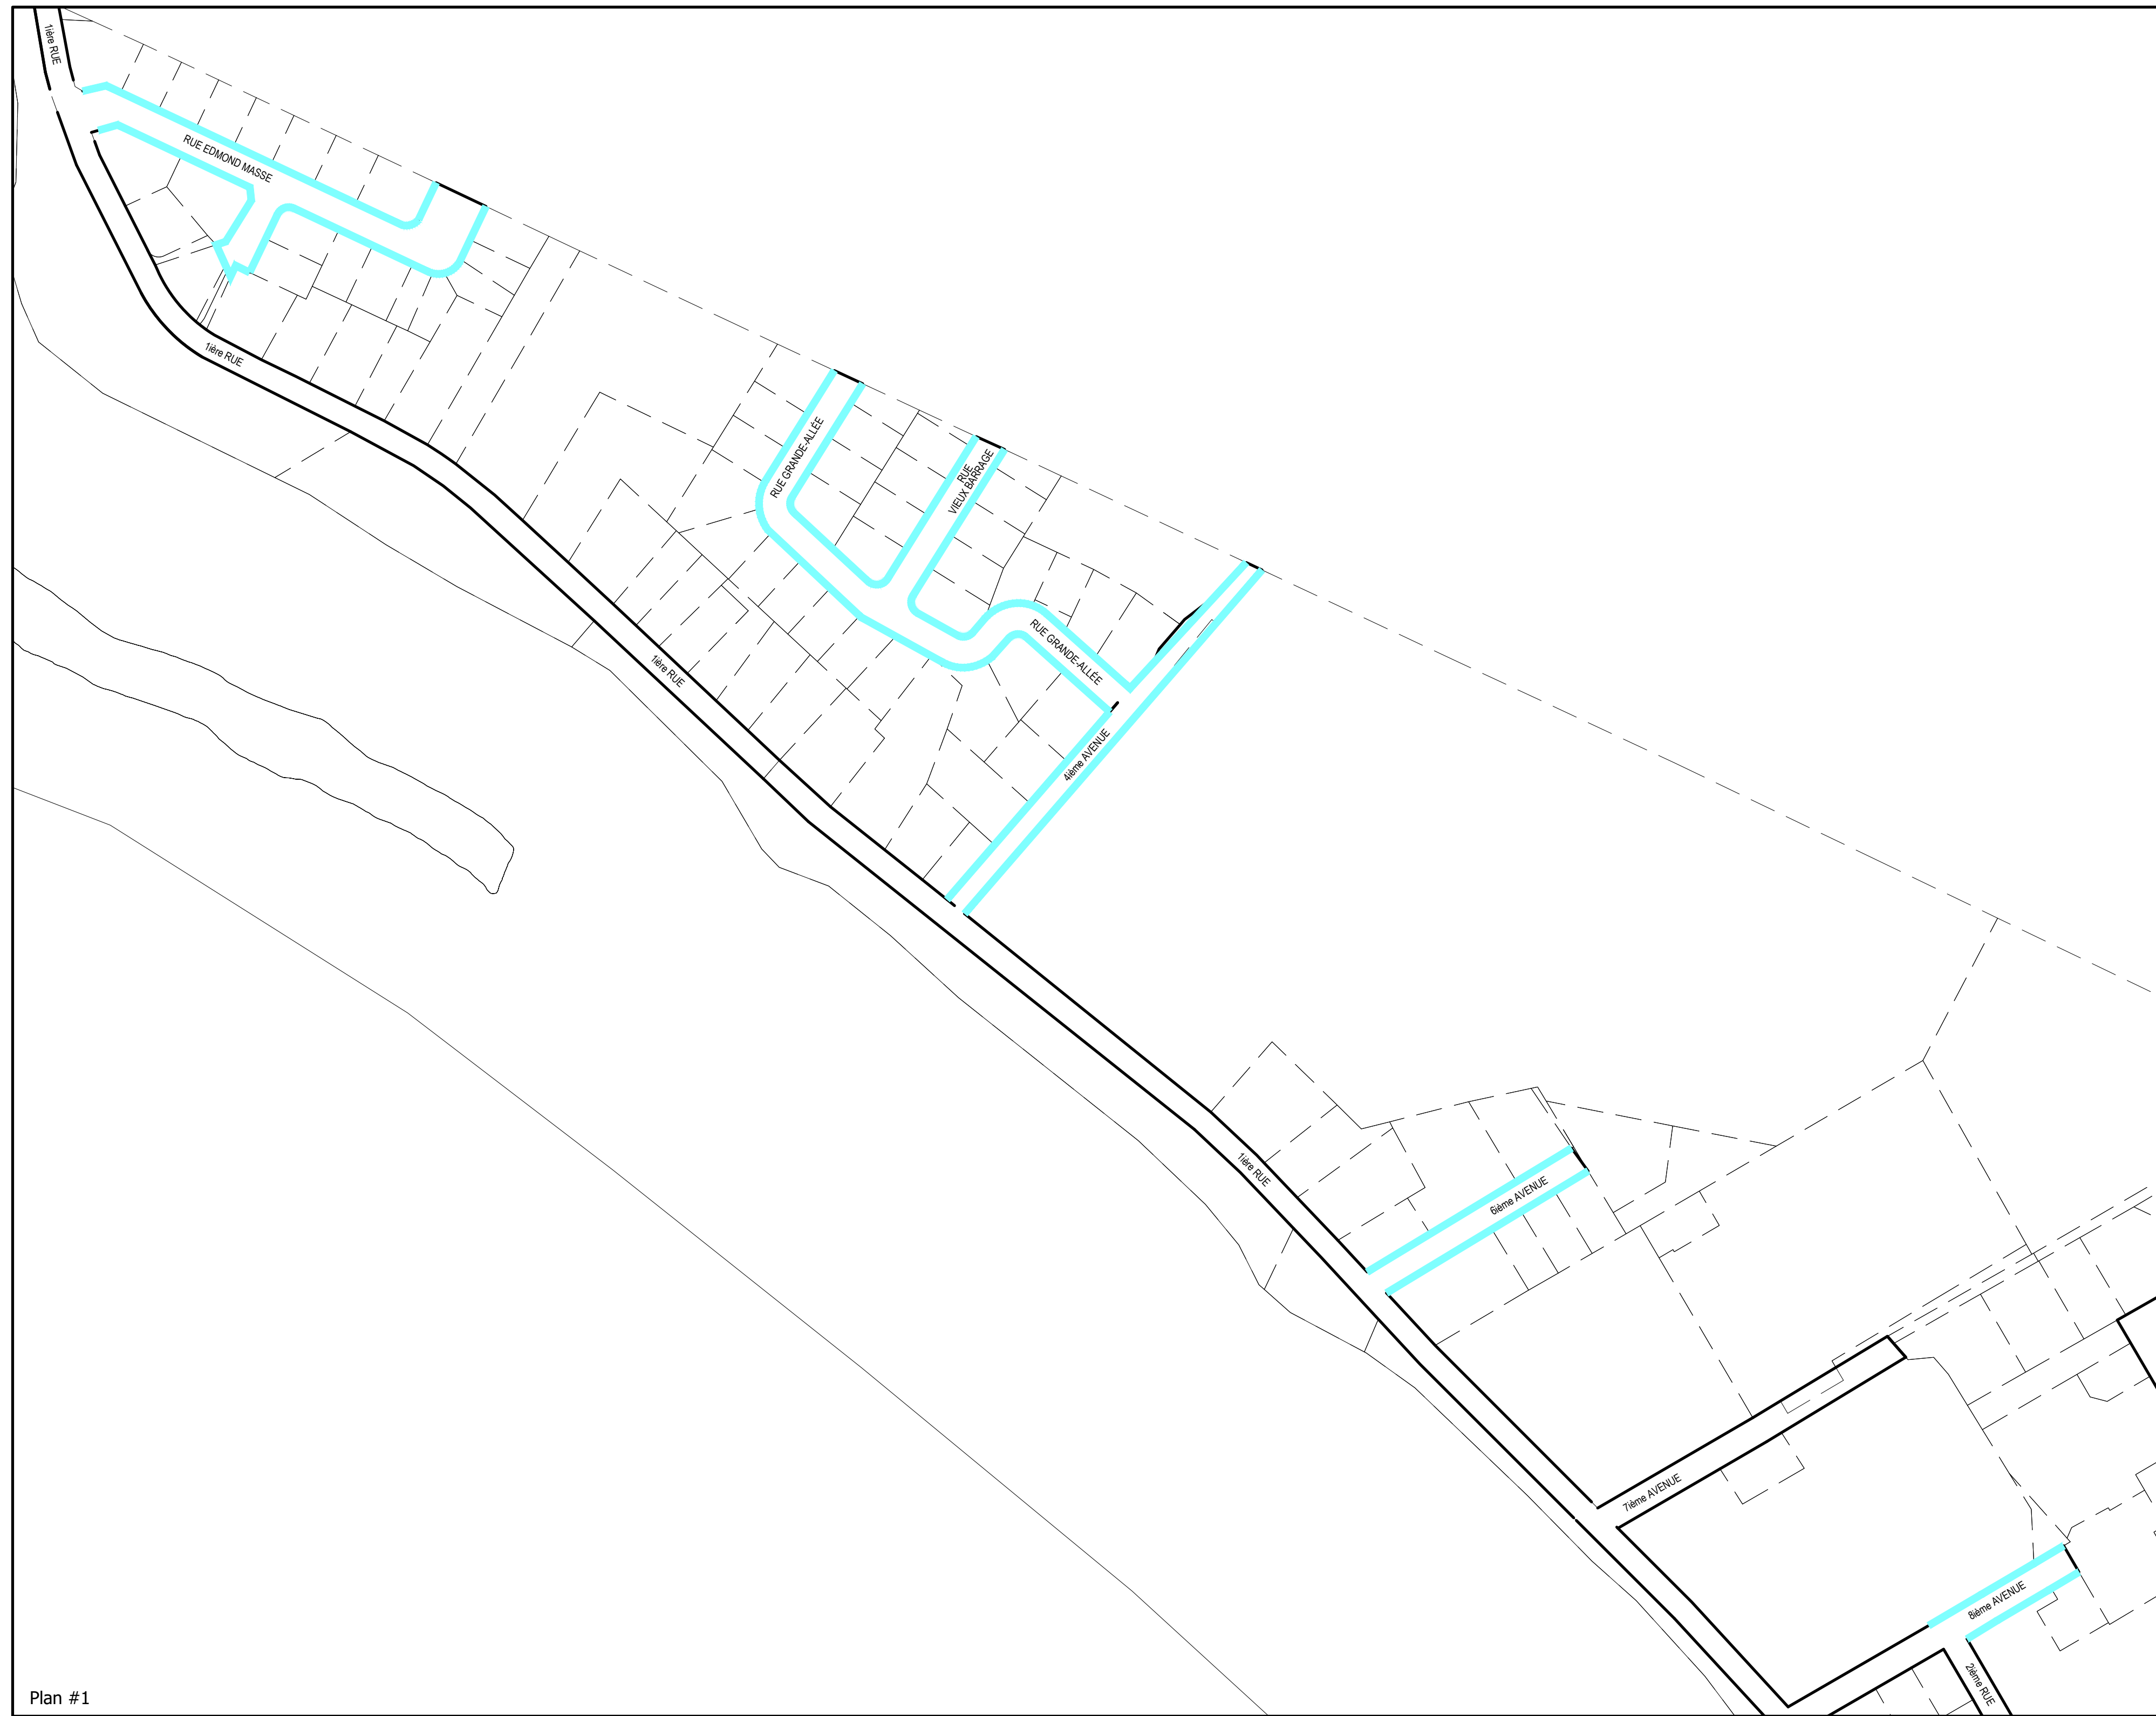 1ière RUE
RUE EDMOND MASSE
1ière RUE
RUE GRANDE-ALLÉE
RUE
VIEUX BARRAGE
RUE GRANDE-ALLÉE
1ière RUE
4ième AVENUE
1ière RUE
6ième AVENUE
7ième AVENUE
8ième AVENUE
2ième RUE
Plan #1